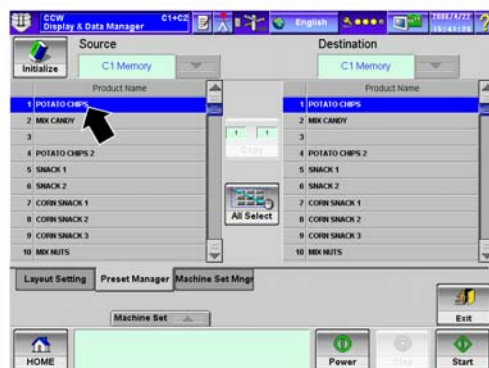 CCW C1+C2 English
Display & Data Manager
Source Destination
Initialize C1 Memory C1 Memory
Product Name Product Name
1 POTATO CHIPS 1 POTATO CHIPS
2 MIX CANDY 2 MIX CANDY
3 1 1 3
4 POTATO CHIPS 2 Copy 4 POTATO CHIPS 2
5 SNACK 1 5 SNACK 1
6 SNACK 2 6 SNACK 2
7 CORN SNACK 1 7 CORN SNACK 1
8 CORN SNACK 2 All Select 8 CORN SNACK 2
9 CORN SNACK 3 9 CORN SNACK 3
10 MIX NUTS 10 MIX NUTS
Layout Setting Preset Manager Machine Set Mngr
Machine Set Exit
HOME Power Stop Start